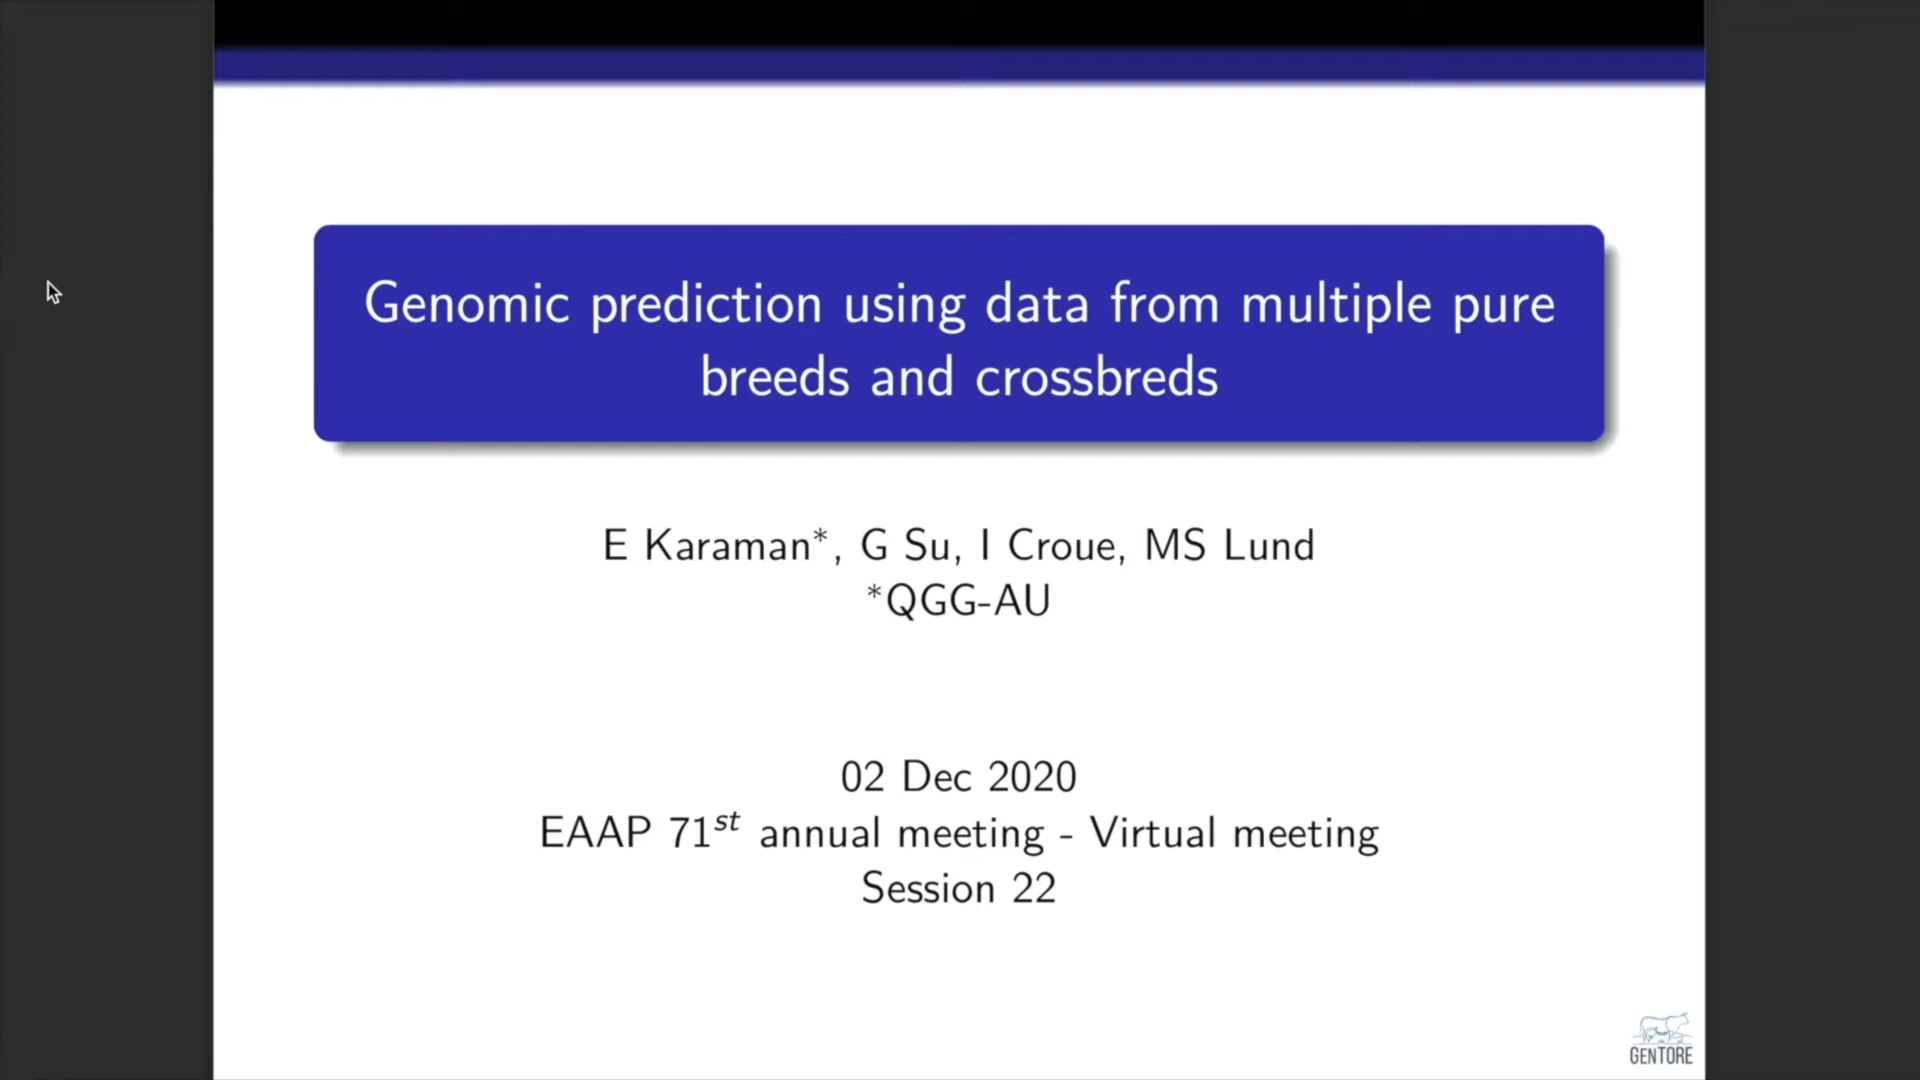 Genomic prediction using data from multiple pure
breeds and crossbreds
E Karaman*, G Su, I Croue, MS Lund
*QGG-AU
02 Dec 2020
EAAP 71st annual meeting - Virtual meeting
Session 22
GENTORE